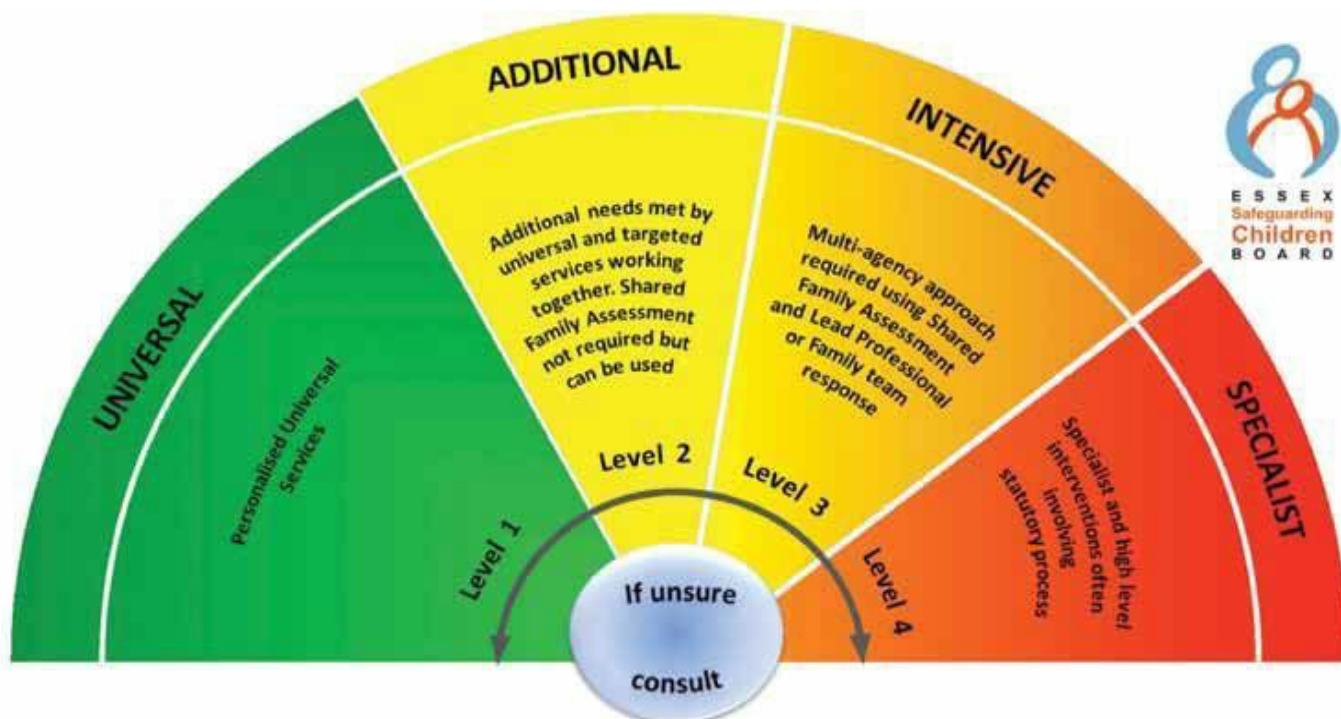 UNIVERSAL
Personalised Universal
Services
Level 1
ADDITIONAL
Additional needs met by
universal and targeted
services working
together. Shared
Family Assessment
not required but
can be used
Level 2
INTENSIVE
Multi-agency approach
required using Shared
Family Assessment
and Lead Professional
or Family team
response
Level 3
SPECIALIST
Specialist and high level
interventions often
involving
statutory process
Level 4
If unsure
consult
ESSEX
Safeguarding
Children
BOARD